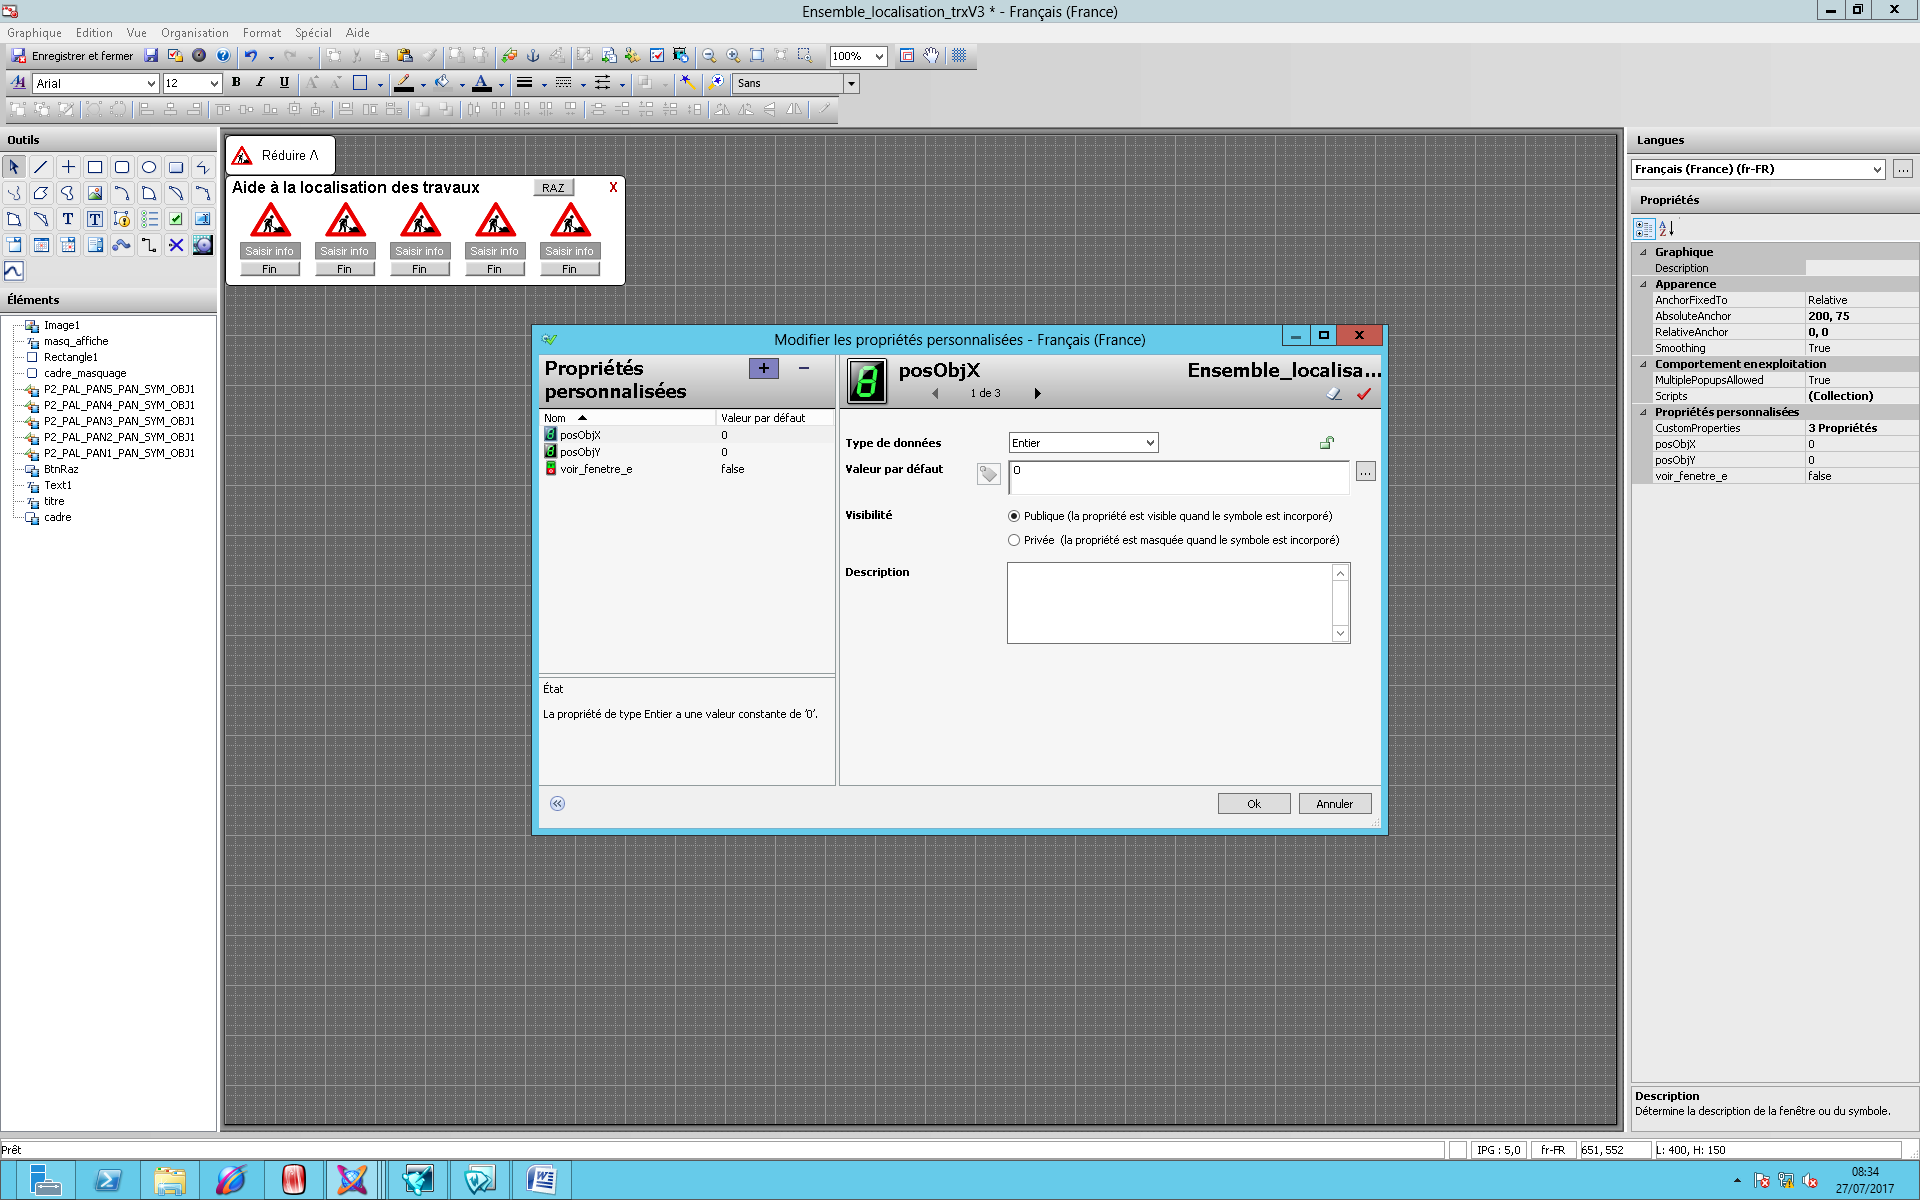 Ensemble_localisation_trxV3 * - Français (France)
Graphique Edition Vue Organisation Format Spécial Aide
Enregistrer et fermer 100%
Arial 12 B I U A Sans
Outils
Réduire Λ
Aide à la localisation des travaux RAZ X
Saisir info Saisir info Saisir info Saisir info Saisir info
Fin Fin Fin Fin Fin
Éléments
Image1
masq_affiche
Rectangle1
cadre_masquage
P2_PAL_PAN5_PAN_SYM_OBJ1
P2_PAL_PAN4_PAN_SYM_OBJ1
P2_PAL_PAN3_PAN_SYM_OBJ1
P2_PAL_PAN2_PAN_SYM_OBJ1
P2_PAL_PAN1_PAN_SYM_OBJ1
BtnRaz
Text1
titre
cadre
Modifier les propriétés personnalisées - Français (France)
Propriétés
personnalisées
Nom Valeur par défaut
posObjX 0
posObjY 0
voir_fenetre_e false
État
La propriété de type Entier a une valeur constante de '0'.
posObjX Ensemble_localisa...
1 de 3
Type de données Entier
Valeur par défaut 0 ...
Visibilité Publique (la propriété est visible quand le symbole est incorporé)
Privée (la propriété est masquée quand le symbole est incorporé)
Description
Ok Annuler
Langues
Français (France) (fr-FR) ...
Propriétés
Graphique
Description
Apparence
AnchorFixedTo Relative
AbsoluteAnchor 200, 75
RelativeAnchor 0, 0
Smoothing True
Comportement en exploitation
MultiplePopupsAllowed True
Scripts (Collection)
Propriétés personnalisées
CustomProperties 3 Propriétés
posObjX 0
posObjY 0
voir_fenetre_e false
Description
Détermine la description de la fenêtre ou du symbole.
Prêt IPG : 5,0 fr-FR 651, 552 L: 400, H: 150
08:34
27/07/2017